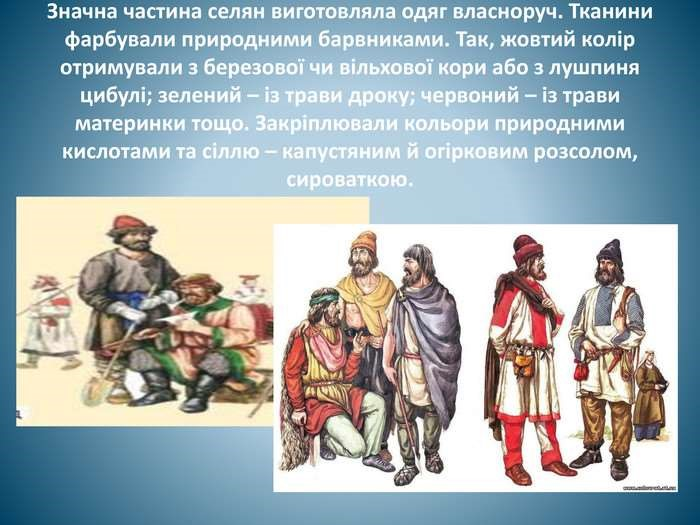 Значна частина селян виготовляла одяг власноруч. Тканини
фарбували природними барвниками. Так, жовтий колір
отримували з березової чи вільхової кори або з лушпиня
цибулі; зелений – із трави дроку; червоний – із трави
материнки тощо. Закріплювали кольори природними
кислотами та сіллю – капустяним й огірковим розсолом,
сироваткою.